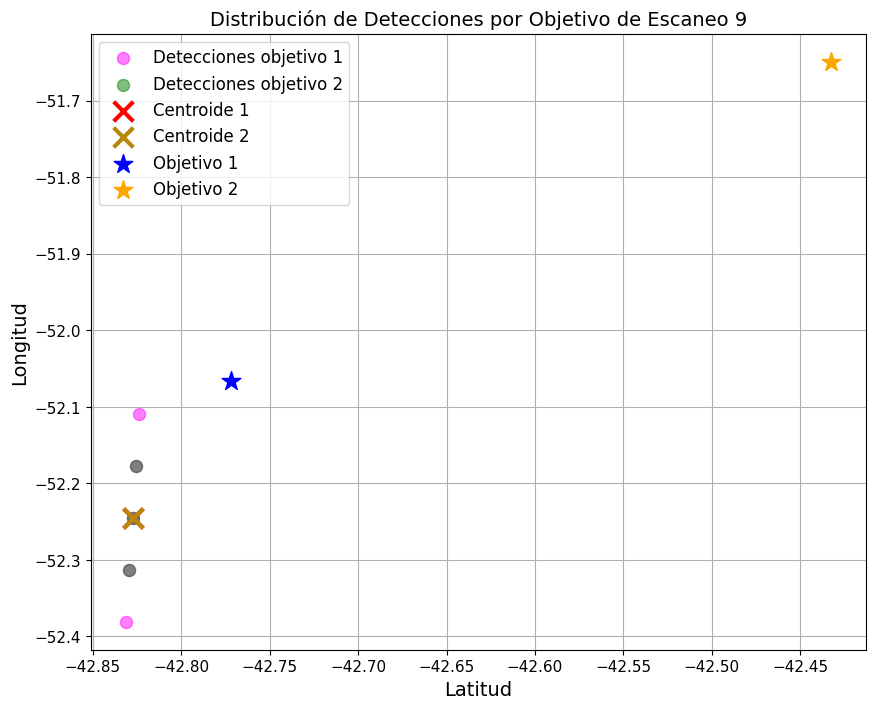 Distribución de Detecciones por Objetivo de Escaneo 9
Detecciones objetivo 1
Detecciones objetivo 2
Centroide 1
Centroide 2
Objetivo 1
Objetivo 2
Longitud
−51.7
−51.8
−51.9
−52.0
−52.1
−52.2
−52.3
−52.4
−42.85 −42.80 −42.75 −42.70 −42.65 −42.60 −42.55 −42.50 −42.45
Latitud